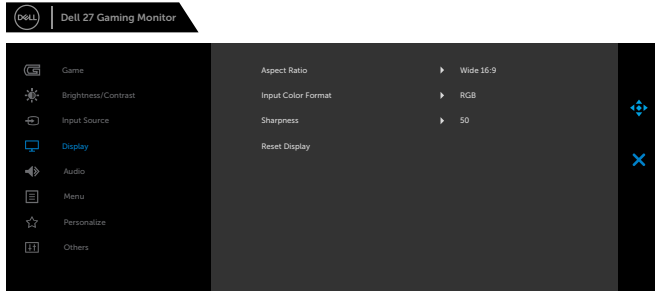 DELL
Dell 27 Gaming Monitor
Game
Aspect Ratio Wide 16:9
Brightness/Contrast
Input Color Format RGB
Input Source
Sharpness 50
Display
Reset Display
Audio
Menu
Personalize
Others